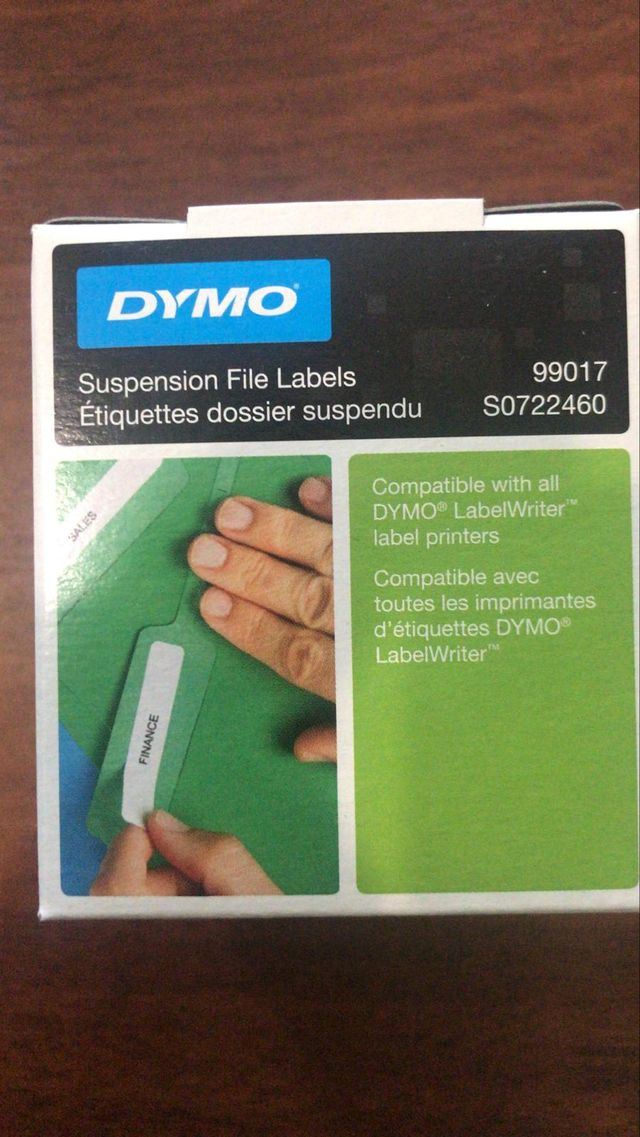 DYMO®
Suspension File Labels
Étiquettes dossier suspendu
99017
S0722460
SALES
FINANCE
Compatible with all
DYMO® LabelWriter™
label printers
Compatible avec
toutes les imprimantes
d'étiquettes DYMO®
LabelWriter™